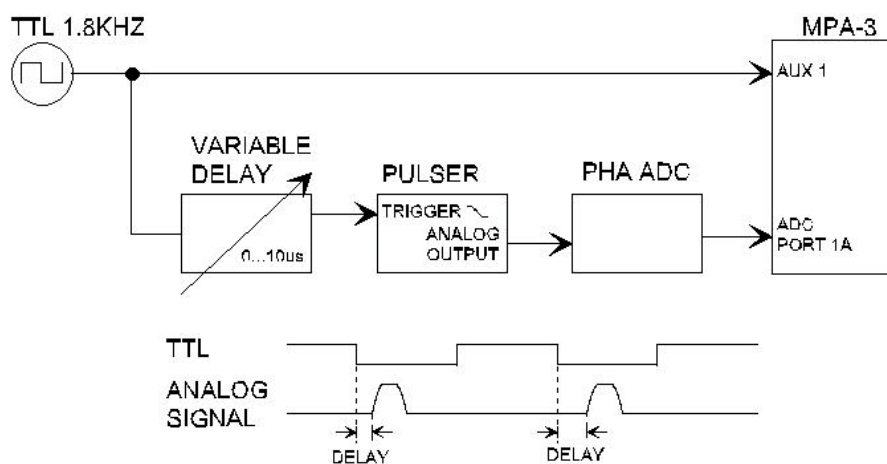 TTL 1.8KHZ
MPA-3
AUX 1
VARIABLE
DELAY
PULSER
PHA ADC
TRIGGER
ANALOG
OUTPUT
0...10us
ADC
PORT 1A
TTL
ANALOG
SIGNAL
DELAY
DELAY